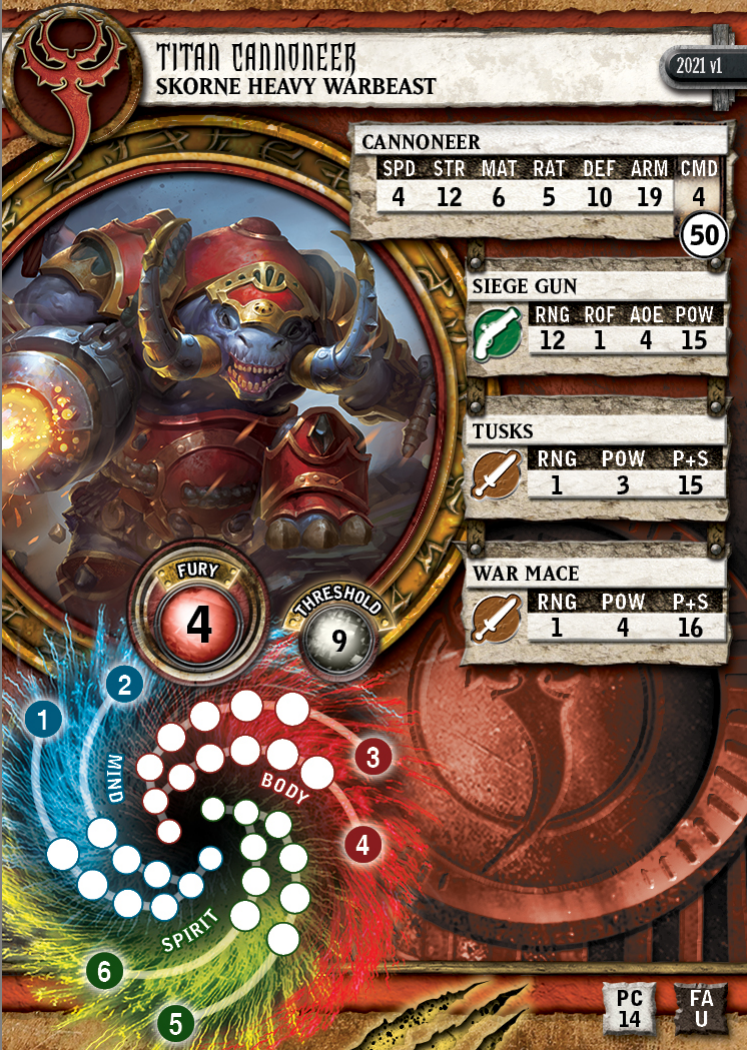 TITAN CANNONEER
SKORNE HEAVY WARBEAST
2021 v1
CANNONEER
SPD STR MAT RAT DEF ARM CMD
4 12 6 5 10 19 4
50
SIEGE GUN
RNG ROF AOE POW
12 1 4 15
TUSKS
RNG POW P+S
1 3 15
WAR MACE
RNG POW P+S
1 4 16
FURY
4
THRESHOLD
9
1
2
3
4
5
6
MIND
BODY
SPIRIT
PC
14
FA
U